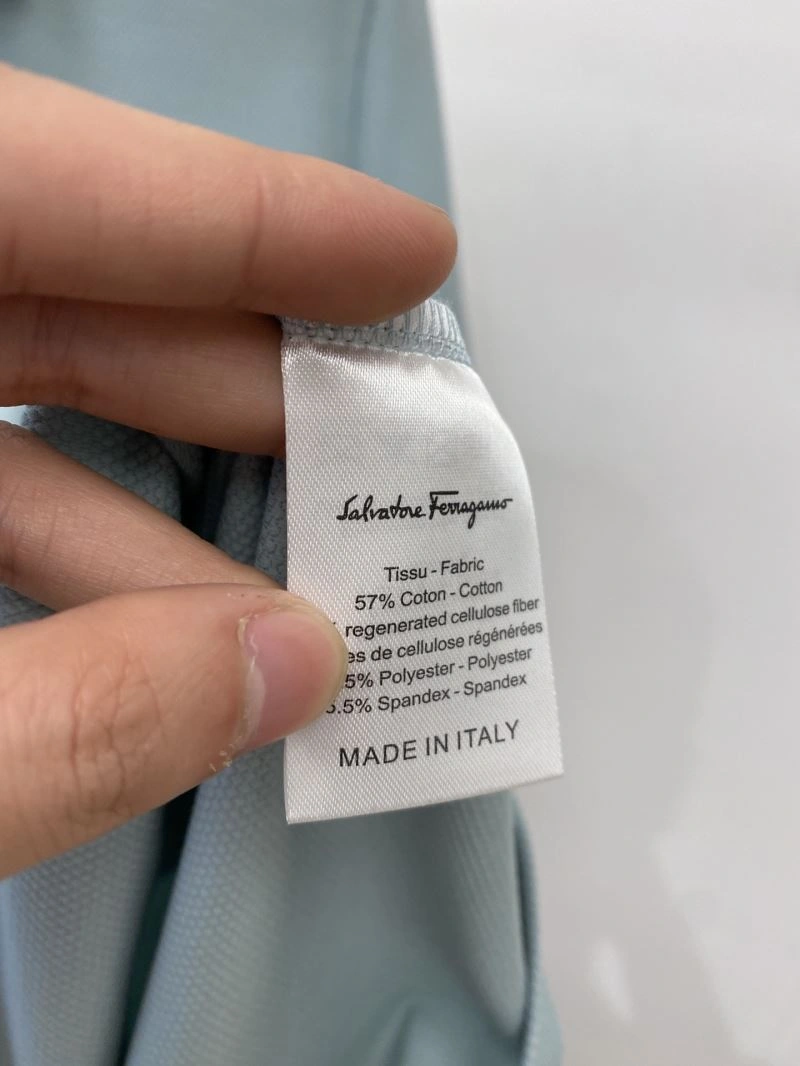 Salvatore Ferragamo
Tissu - Fabric
57% Coton - Cotton
regenerated cellulose fiber
es de cellulose régénérées
5% Polyester - Polyester
.5% Spandex - Spandex
MADE IN ITALY